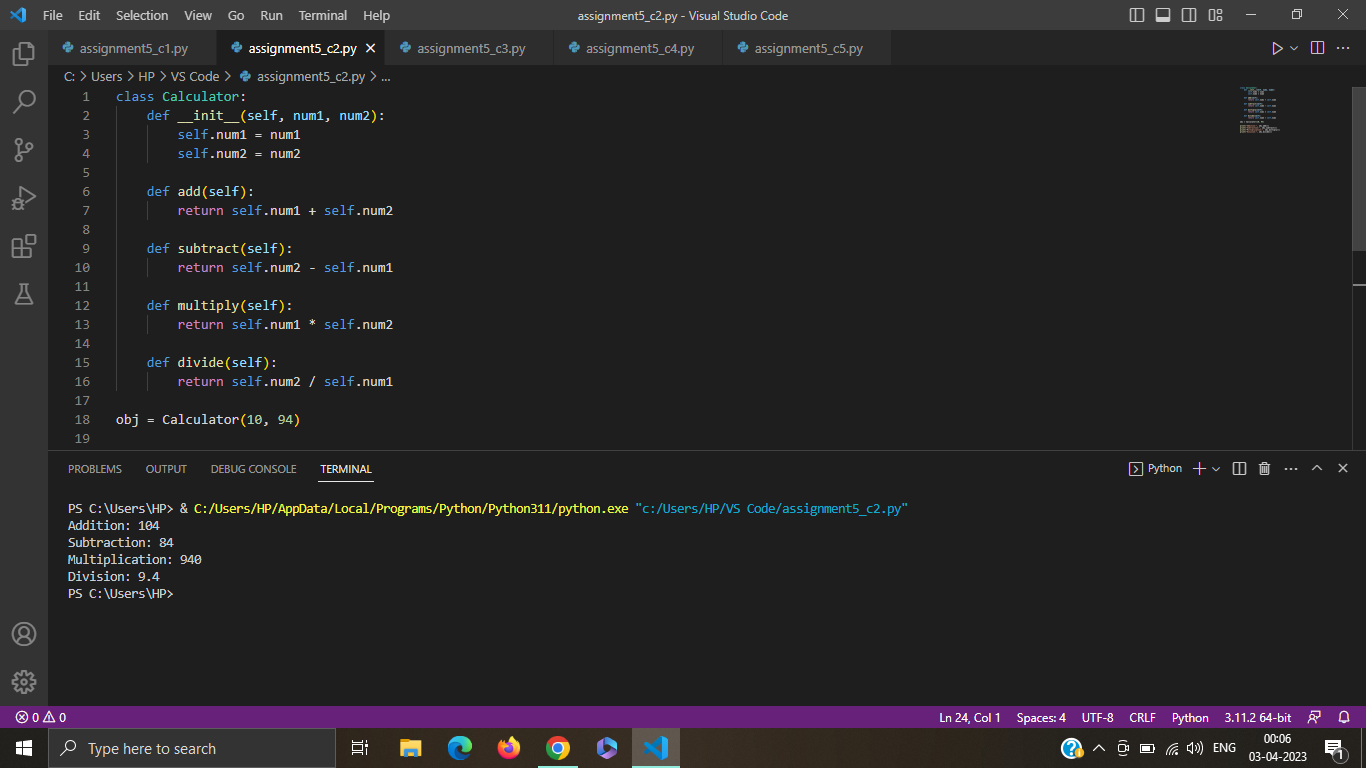 File Edit Selection View Go Run Terminal Help assignment5_c2.py - Visual Studio Code
assignment5_c1.py assignment5_c2.py assignment5_c3.py assignment5_c4.py assignment5_c5.py
C: > Users > HP > VS Code > assignment5_c2.py > ...
1 class Calculator:
2     def __init__(self, num1, num2):
3         self.num1 = num1
4         self.num2 = num2
5
6     def add(self):
7         return self.num1 + self.num2
8
9     def subtract(self):
10         return self.num2 - self.num1
11
12     def multiply(self):
13         return self.num1 * self.num2
14
15     def divide(self):
16         return self.num2 / self.num1
17
18 obj = Calculator(10, 94)
19
PROBLEMS OUTPUT DEBUG CONSOLE TERMINAL Python
PS C:\Users\HP> & C:/Users/HP/AppData/Local/Programs/Python/Python311/python.exe "c:/Users/HP/VS Code/assignment5_c2.py"
Addition: 104
Subtraction: 84
Multiplication: 940
Division: 9.4
PS C:\Users\HP>
0 0 Ln 24, Col 1 Spaces: 4 UTF-8 CRLF Python 3.11.2 64-bit
Type here to search ENG 00:06
03-04-2023 1